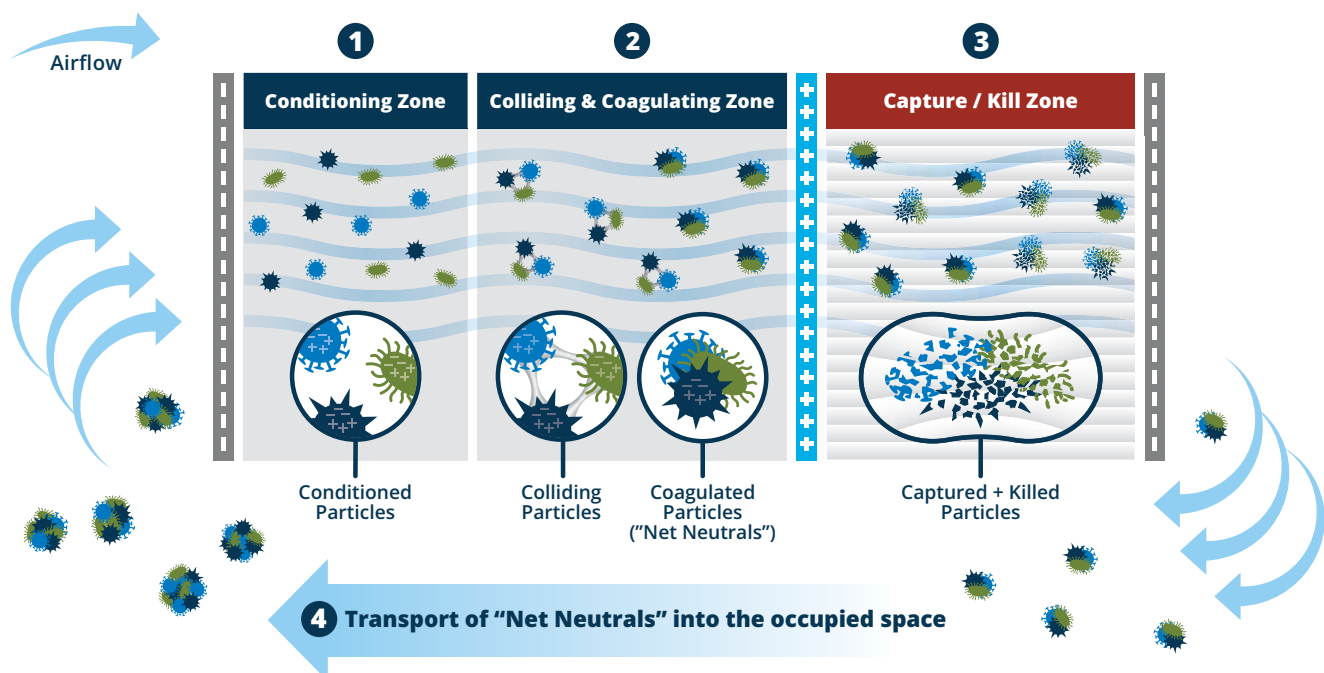 Airflow
1
2
3
Conditioning Zone
Colliding & Coagulating Zone
Capture / Kill Zone
Conditioned
Particles
Colliding
Particles
Coagulated
Particles
(”Net Neutrals”)
Captured + Killed
Particles
4 Transport of “Net Neutrals” into the occupied space